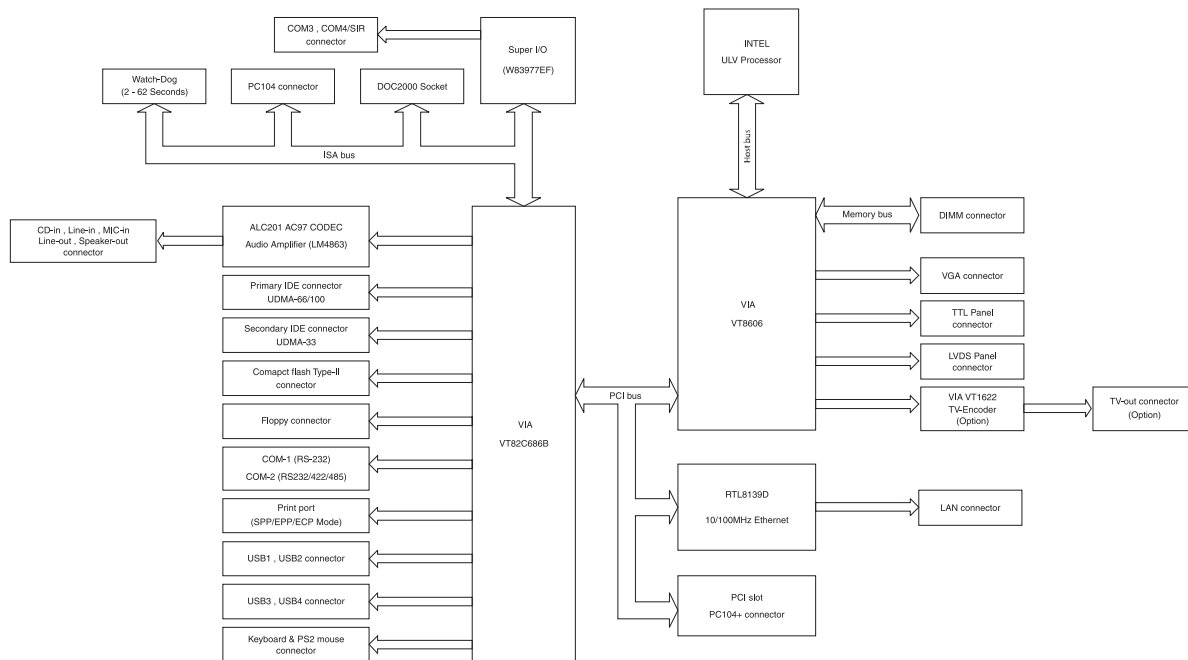 COM3 , COM4/SIR
connector
Super I/O
(W83977EF)
INTEL
ULV Processor
Watch-Dog
(2 - 62 Seconds)
PC104 connector
DOC2000 Socket
ISA bus
Host bus
CD-in , Line-in , MIC-in
Line-out , Speaker-out
connector
ALC201 AC97 CODEC
Audio Amplifier (LM4863)
Primary IDE connector
UDMA-66/100
Secondary IDE connector
UDMA-33
Comapct flash Type-II
connector
Floppy connector
COM-1 (RS-232)
COM-2 (RS232/422/485)
Print port
(SPP/EPP/ECP Mode)
USB1 , USB2 connector
USB3 , USB4 connector
Keyboard & PS2 mouse
connector
VIA
VT82C686B
PCI bus
VIA
VT8606
Memory bus
DIMM connector
VGA connector
TTL Panel
connector
LVDS Panel
connector
VIA VT1622
TV-Encoder
(Option)
TV-out connector
(Option)
RTL8139D
10/100MHz Ethernet
LAN connector
PCI slot
PC104+ connector